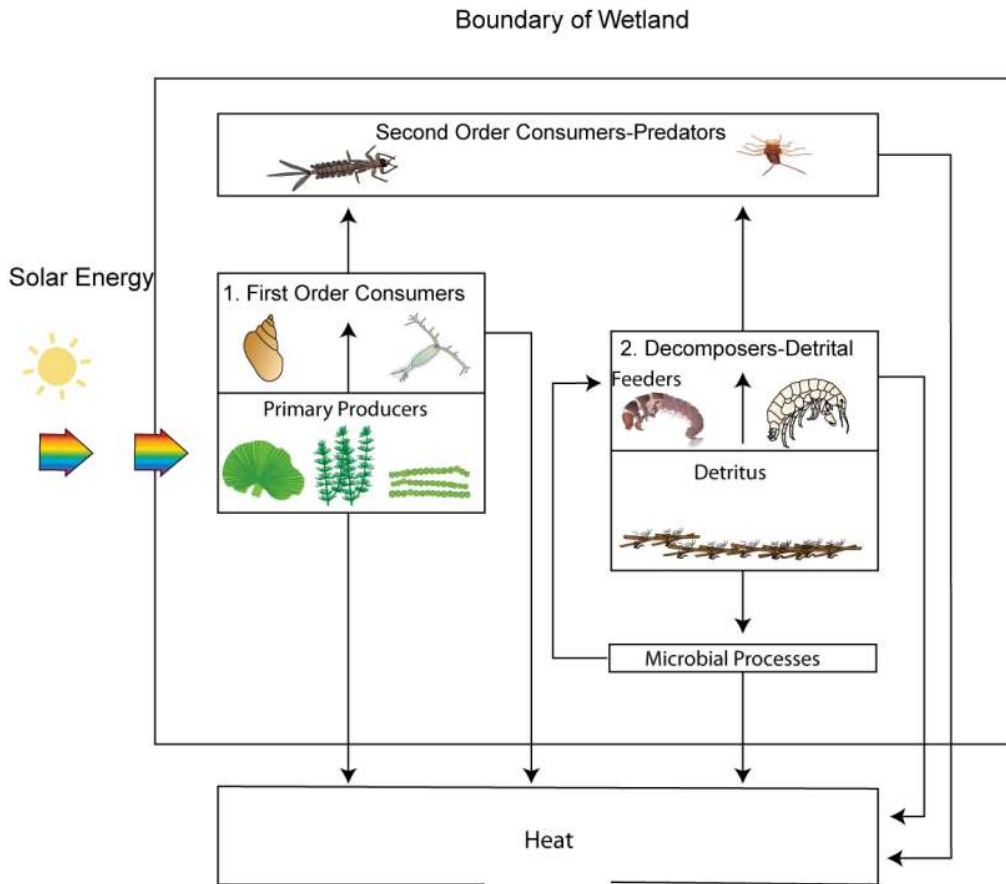 Boundary of Wetland
Second Order Consumers-Predators
Solar Energy
1. First Order Consumers
2. Decomposers-Detrital
Feeders
Primary Producers
Detritus
Microbial Processes
Heat